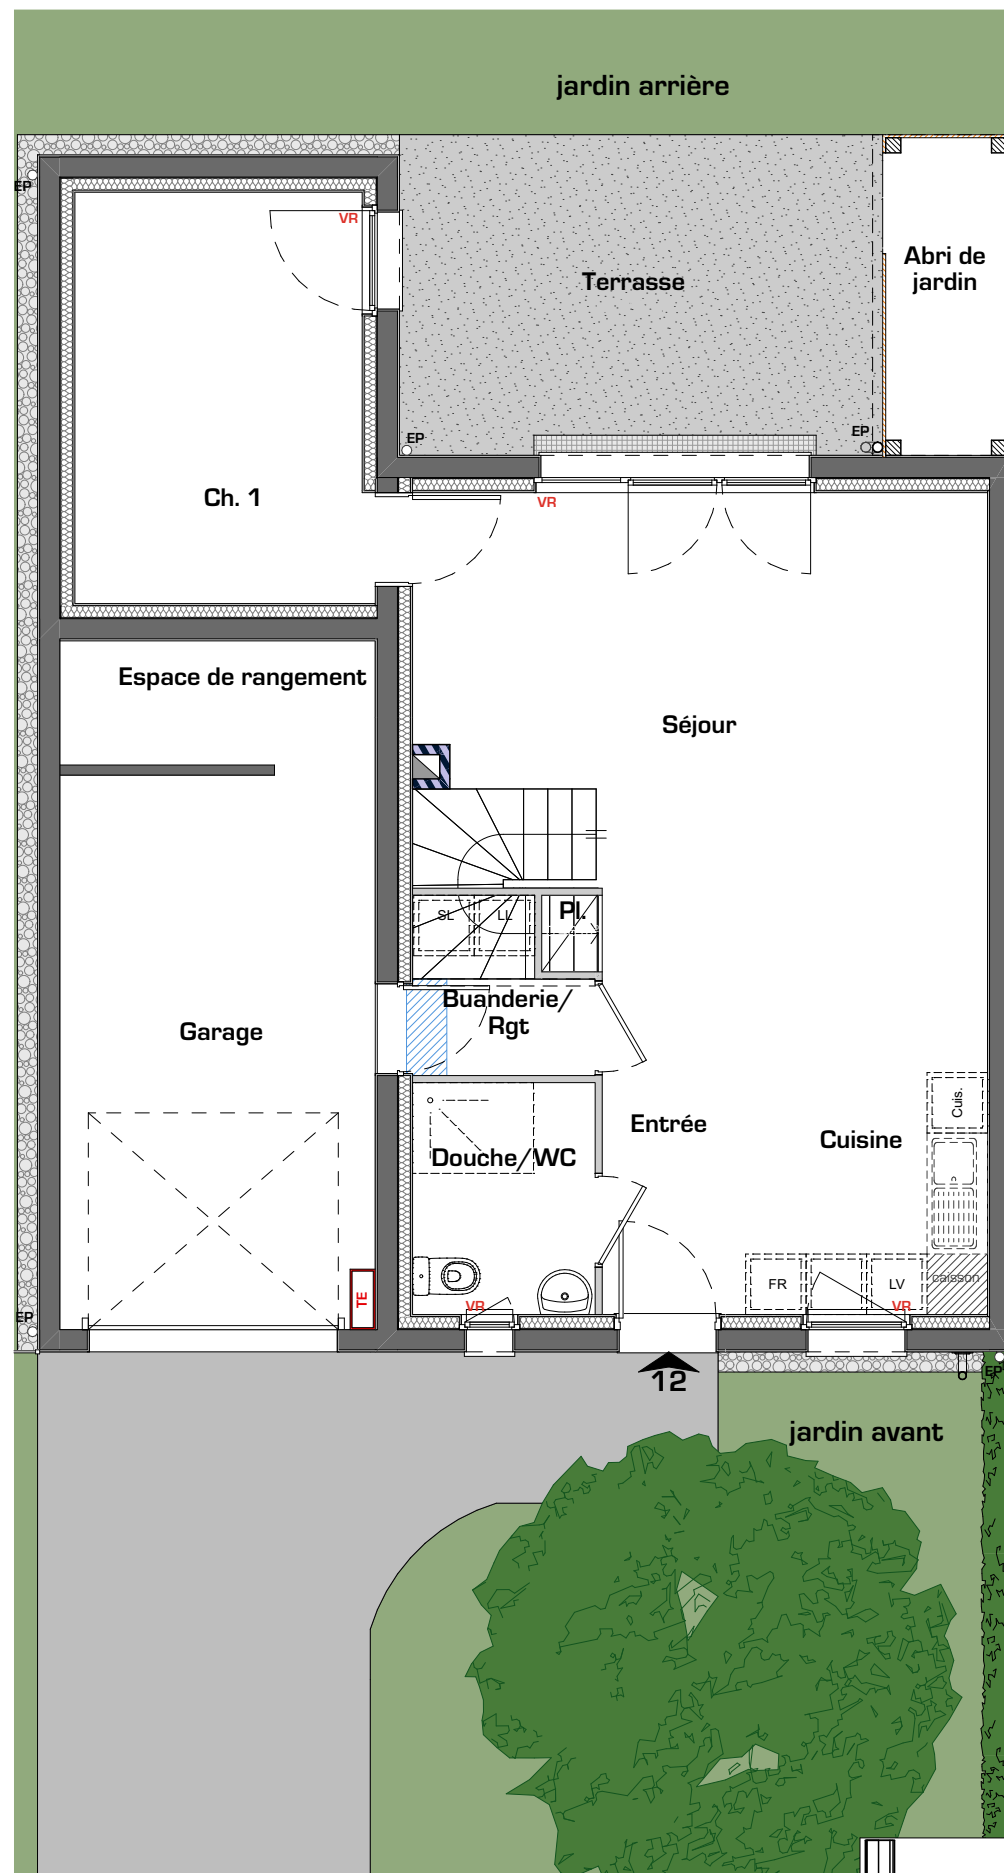 jardin arrière
EP
VR
Terrasse
Abri de
jardin
EP
EP
Ch. 1
VR
Espace de rangement
Séjour
SL
LL
Pl.
Buanderie/
Rgt
Garage
Entrée
Cuis.
Cuisine
Douche/WC
TE
FR
LV
caisson
VR
VR
EP
12
EP
jardin avant